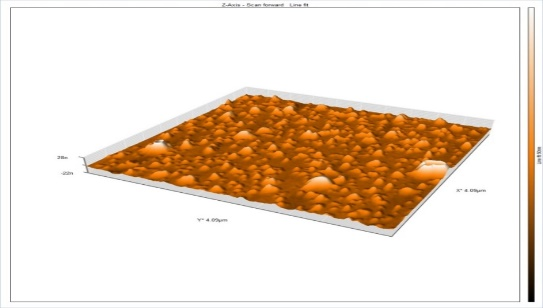 Z-Axis - Scan forward Line fit
28n
-22n
X* 4.09µm
Y* 4.09µm